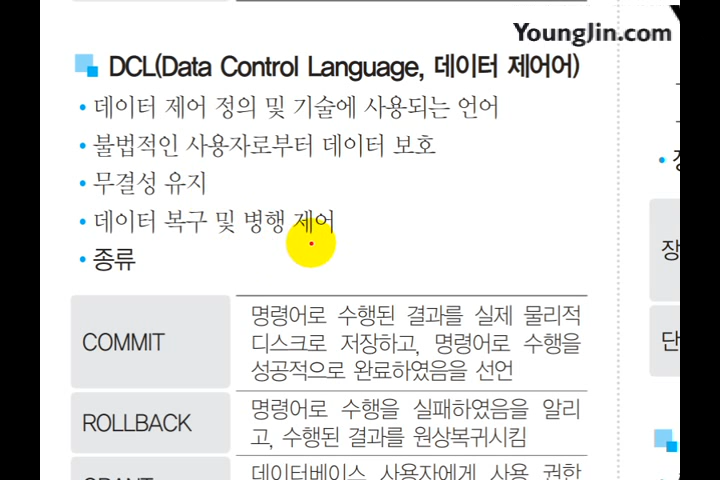 YoungJin.com
DCL(Data Control Language, 데이터 제어어)
• 데이터 제어 정의 및 기술에 사용되는 언어
• 불법적인 사용자로부터 데이터 보호
• 무결성 유지
• 데이터 복구 및 병행 제어
• 종류
COMMIT
명령어로 수행된 결과를 실제 물리적
디스크로 저장하고, 명령어로 수행을
성공적으로 완료하였음을 선언
ROLLBACK
명령어로 수행을 실패하였음을 알리
고, 수행된 결과를 원상복귀시킴
GRANT
데이터베이스 사용자에게 사용 권한
장
단